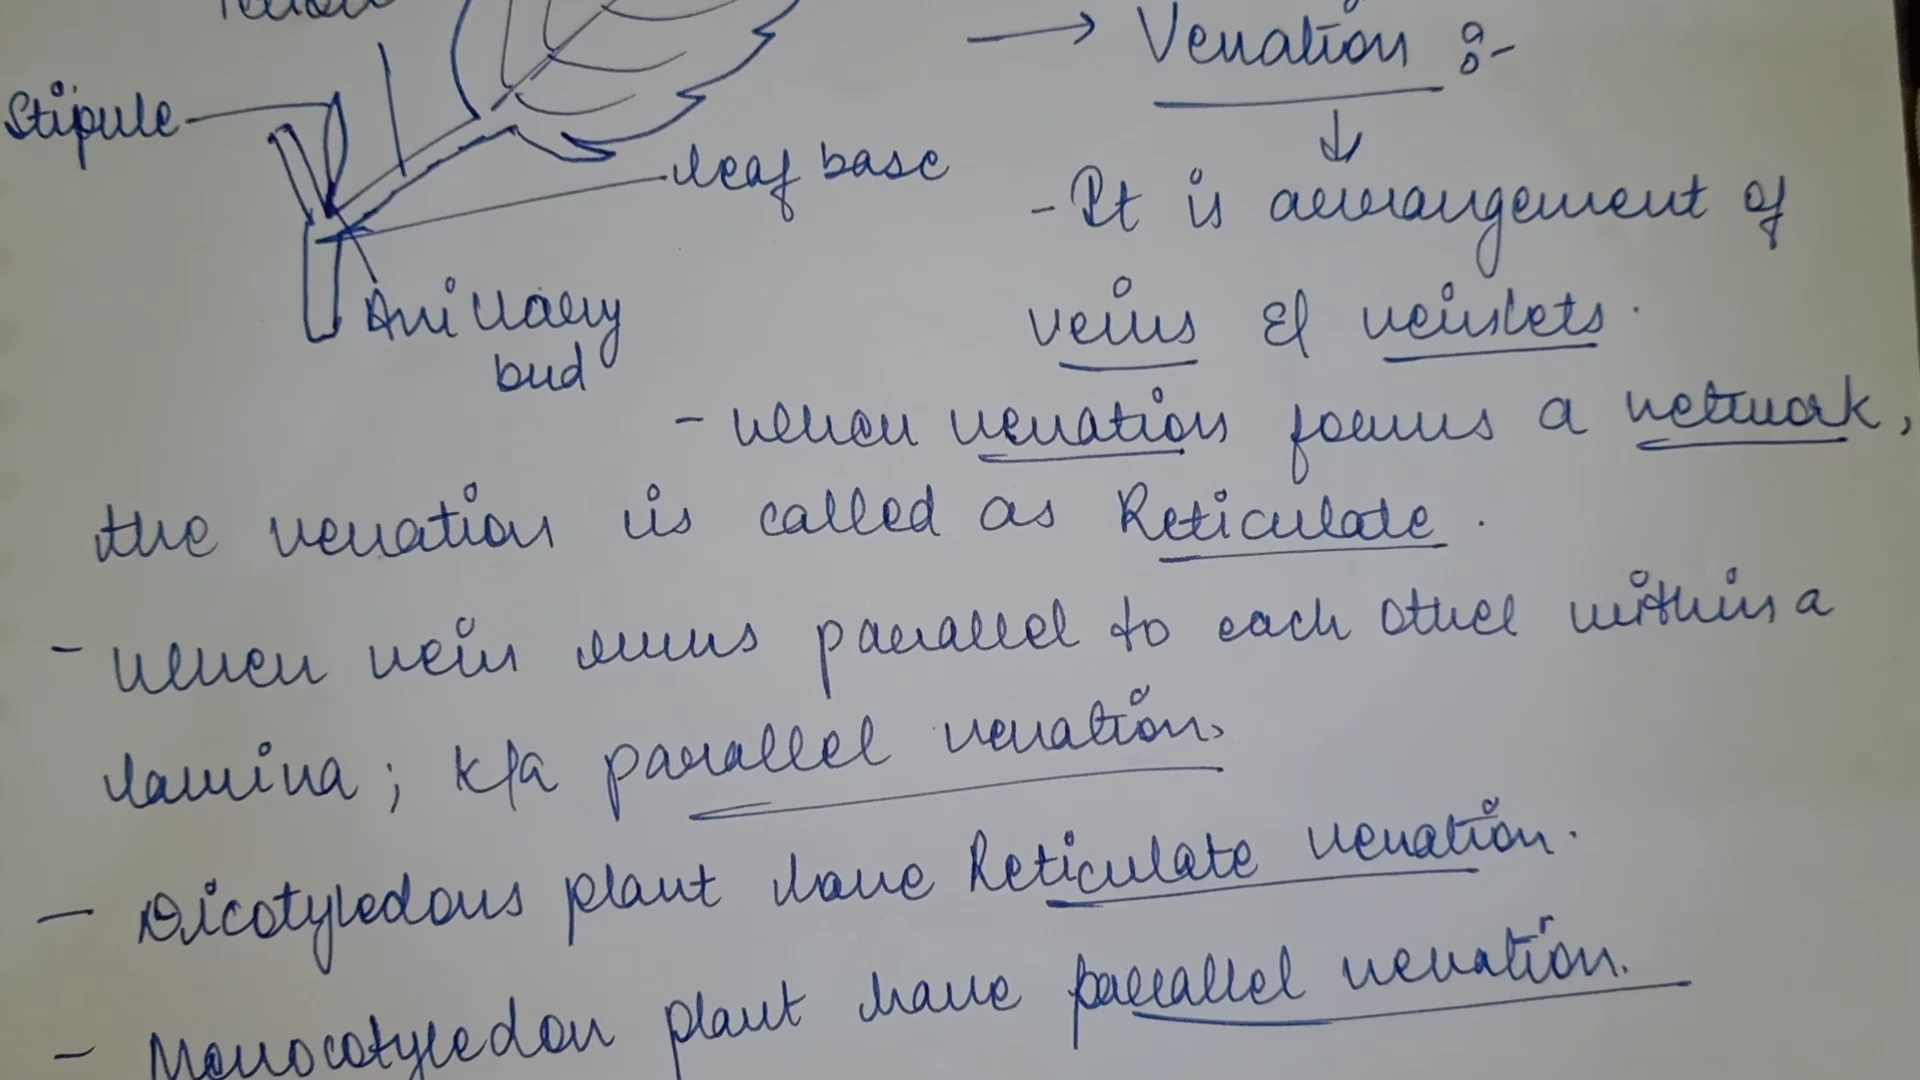 Stipule
leaf base
Axillary
bud
→ Venation :-
- It is arrangement of
veins & veinlets.
- when venation forms a network,
the venation is called as Reticulate.
- when vein runs parallel to each other within a
lamina; k/a parallel venation.
- Dicotyledons plant have Reticulate venation.
- Monocotyledon plant have parallel venation.